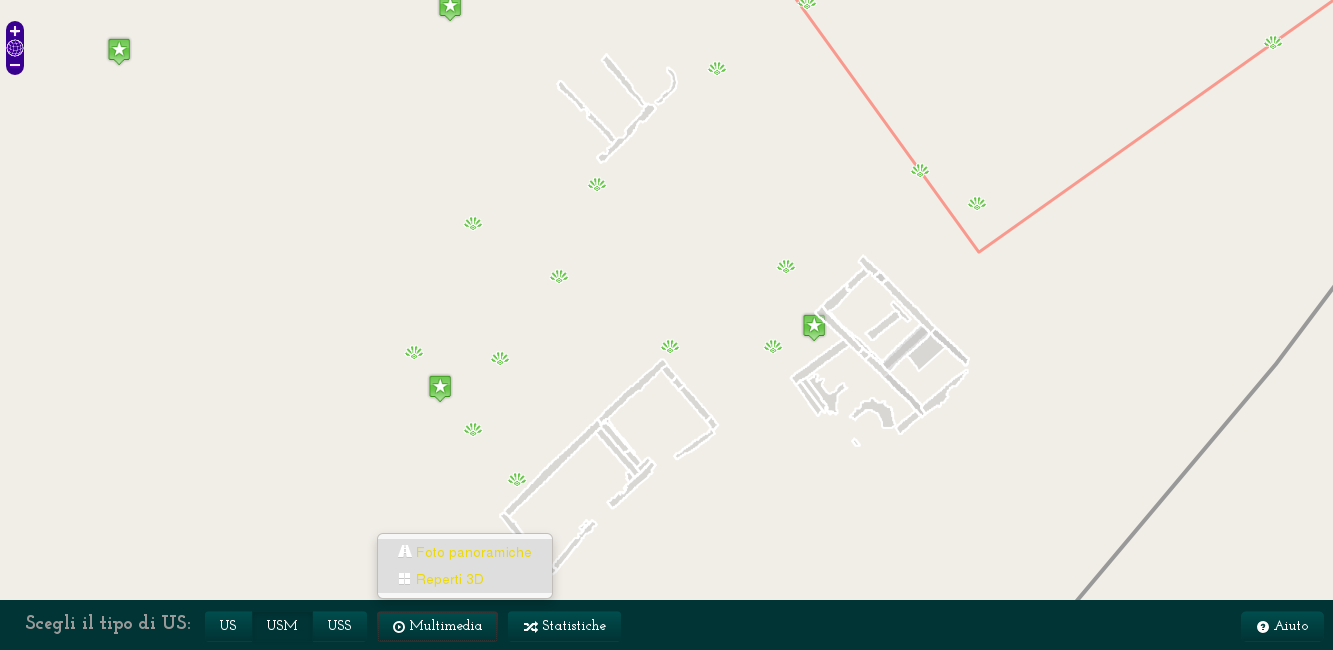 Foto panoramiche
Reperti 3D
Scegli il tipo di US: US USM USS Multimedia Statistiche Aiuto